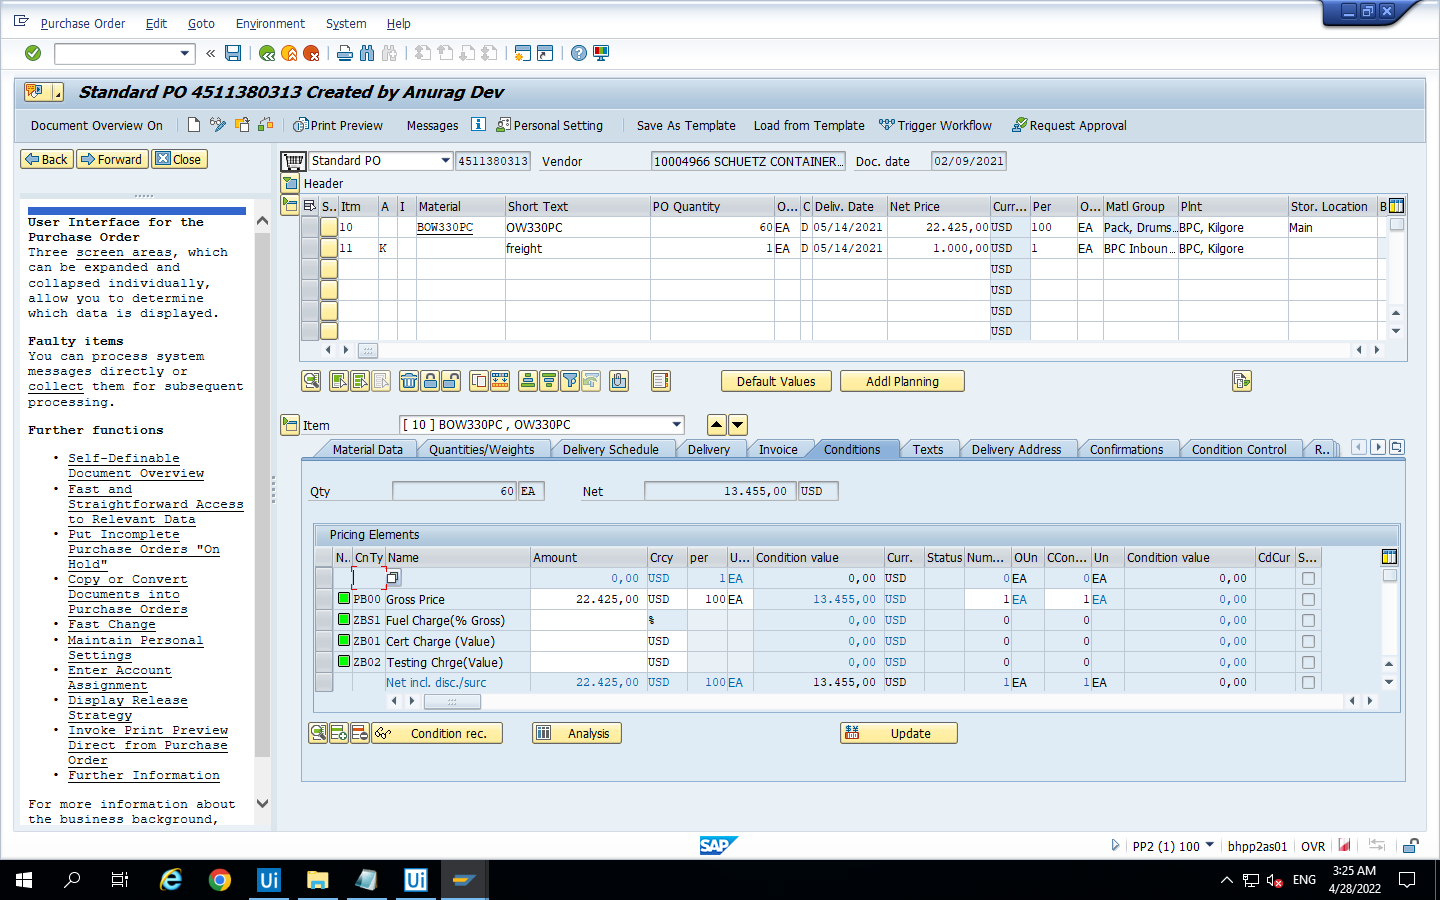 Purchase Order Edit Goto Environment System Help
Standard PO 4511380313 Created by Anurag Dev
Document Overview On Print Preview Messages Personal Setting Save As Template Load from Template Trigger Workflow Request Approval
Back Forward Close
User Interface for the
Purchase Order
Three screen areas, which
can be expanded and
collapsed individually,
allow you to determine
which data is displayed.
Faulty items
You can process system
messages directly or
collect them for subsequent
processing.
Further functions
• Self-Definable
Document Overview
• Fast and
Straightforward Access
to Relevant Data
• Put Incomplete
Purchase Orders "On
Hold"
• Copy or Convert
Documents into
Purchase Orders
• Fast Change
• Maintain Personal
Settings
• Enter Account
Assignment
• Display Release
Strategy
• Invoke Print Preview
Direct from Purchase
Order
• Further Information
For more information about
the business background,
Standard PO 4511380313 Vendor 10004966 SCHUETZ CONTAINER... Doc. date 02/09/2021
Header
S.. Itm A I Material Short Text PO Quantity O... C Deliv. Date Net Price Curr... Per O... Matl Group Plnt Stor. Location B
10 BOW330PC OW330PC 60 EA D 05/14/2021 22.425,00 USD 100 EA Pack, Drums... BPC, Kilgore Main
11 K freight 1 EA D 05/14/2021 1.000,00 USD 1 EA BPC Inboun... BPC, Kilgore
USD
USD
USD
USD
Default Values Addl Planning
Item [ 10 ] BOW330PC , OW330PC
Material Data Quantities/Weights Delivery Schedule Delivery Invoice Conditions Texts Delivery Address Confirmations Condition Control R..
Qty 60 EA Net 13.455,00 USD
Pricing Elements
N.. CnTy Name Amount Crcy per U... Condition value Curr. Status Num... OUn CCon... Un Condition value CdCur S...
0,00 USD 1 EA 0,00 USD 0 EA 0 EA 0,00
PB00 Gross Price 22.425,00 USD 100 EA 13.455,00 USD 1 EA 1 EA 0,00
ZBS1 Fuel Charge(% Gross) % 0,00 USD 0 0 0,00
ZB01 Cert Charge (Value) USD 0,00 USD 0 0 0,00
ZB02 Testing Chrge(Value) USD 0,00 USD 0 0 0,00
Net incl. disc./surc 22.425,00 USD 100 EA 13.455,00 USD 1 EA 1 EA 0,00
Condition rec. Analysis Update
SAP PP2 (1) 100 bhpp2as01 OVR
Ui Ui ENG 3:25 AM
4/28/2022